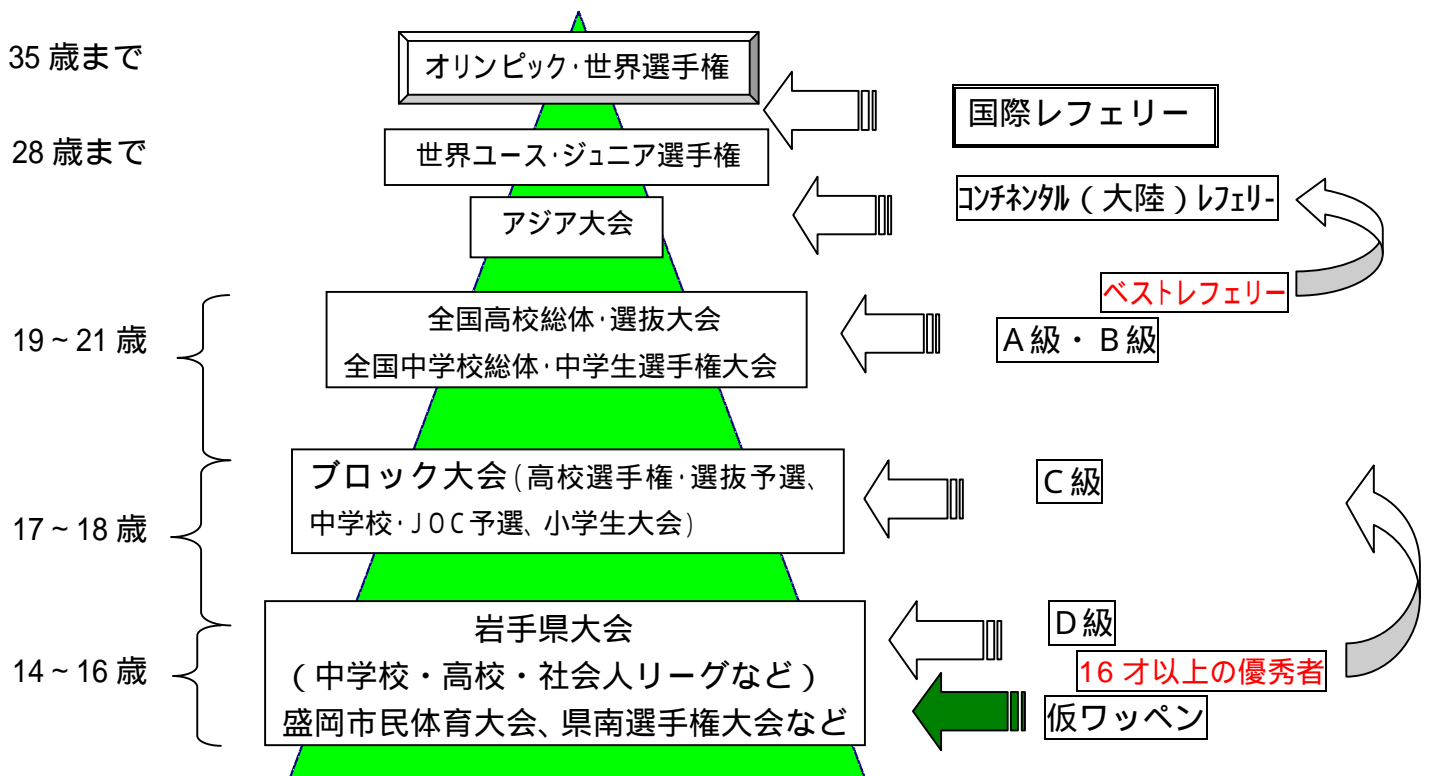 35 歳まで
オリンピック・世界選手権
国際レフェリー
28 歳まで
世界ユース・ジュニア選手権
コンチネンタル(大陸)レフェリー
アジア大会
ベストレフェリー
19~21 歳
全国高校総体・選抜大会
全国中学校総体・中学生選手権大会
A級・B級
17~18 歳
ブロック大会(高校選手権・選抜予選、
中学校・JOC予選、小学生大会)
C級
14~16 歳
岩手県大会
(中学校・高校・社会人リーグなど)
盛岡市民体育大会、県南選手権大会など
D級
16 才以上の優秀者
仮ワッペン